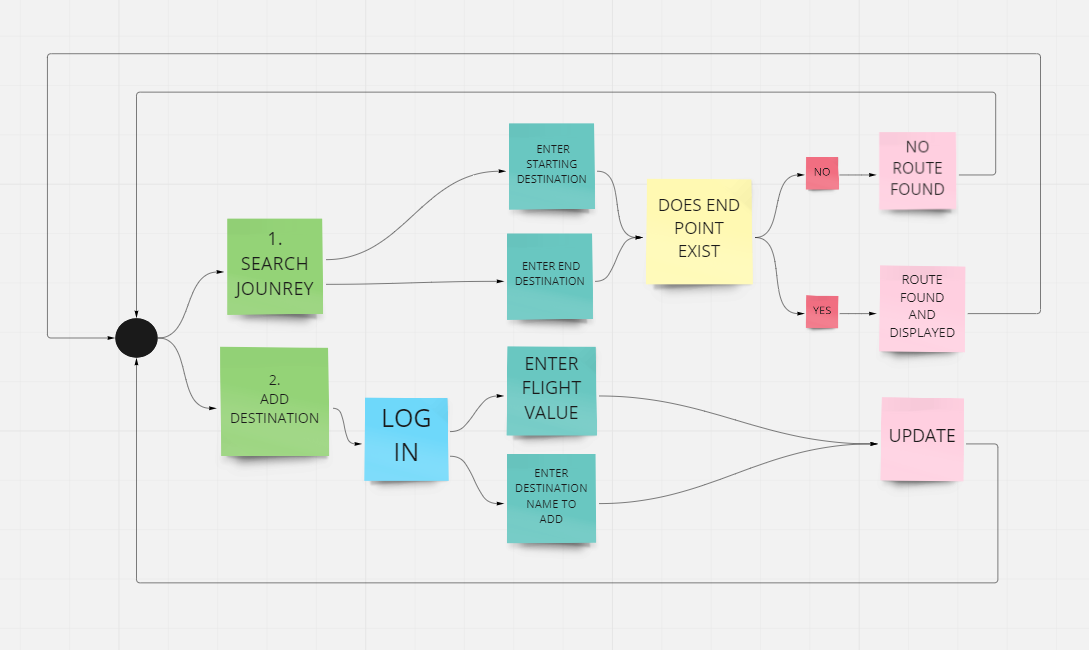 1.
SEARCH
JOUNREY
2.
ADD
DESTINATION
LOG
IN
ENTER
STARTING
DESTINATION
ENTER END
DESTINATION
ENTER
FLIGHT
VALUE
ENTER
DESTINATION
NAME TO
ADD
DOES END
POINT
EXIST
NO
YES
NO
ROUTE
FOUND
ROUTE
FOUND
AND
DISPLAYED
UPDATE